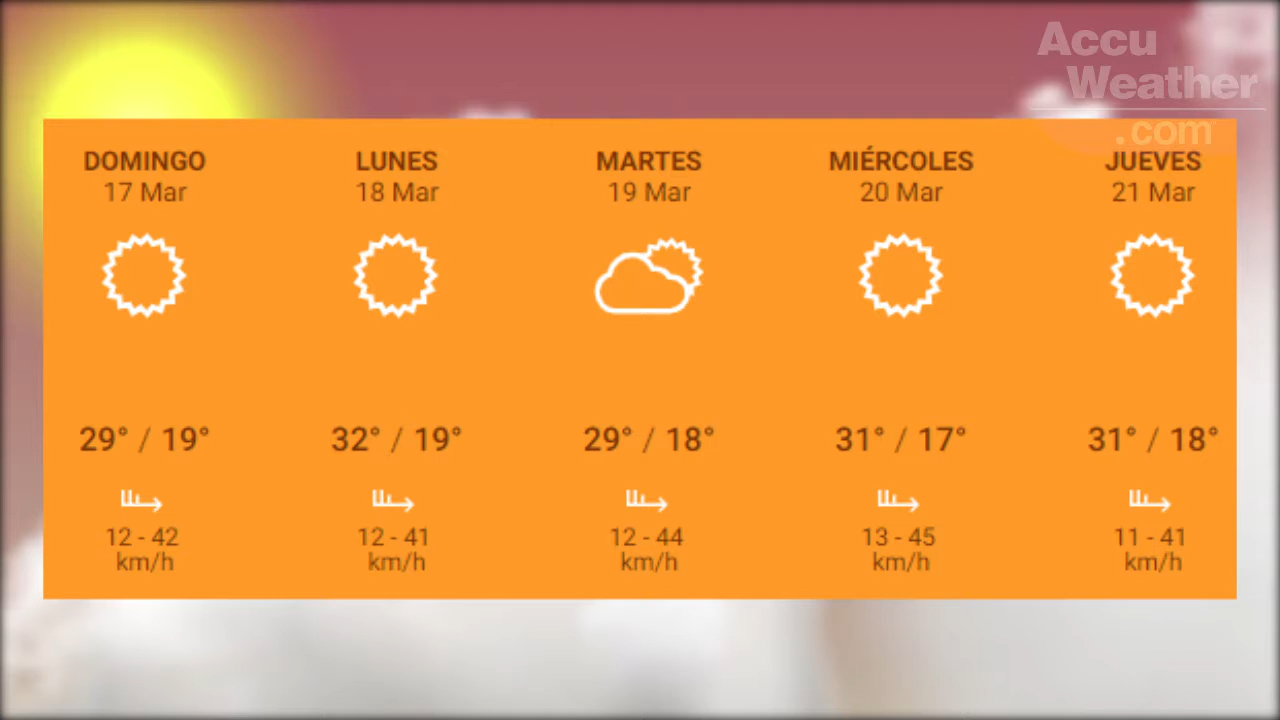 Accu
Weather
.com
DOMINGO
17 Mar
29° / 19°
12 - 42
km/h
LUNES
18 Mar
32° / 19°
12 - 41
km/h
MARTES
19 Mar
29° / 18°
12 - 44
km/h
MIÉRCOLES
20 Mar
31° / 17°
13 - 45
km/h
JUEVES
21 Mar
31° / 18°
11 - 41
km/h